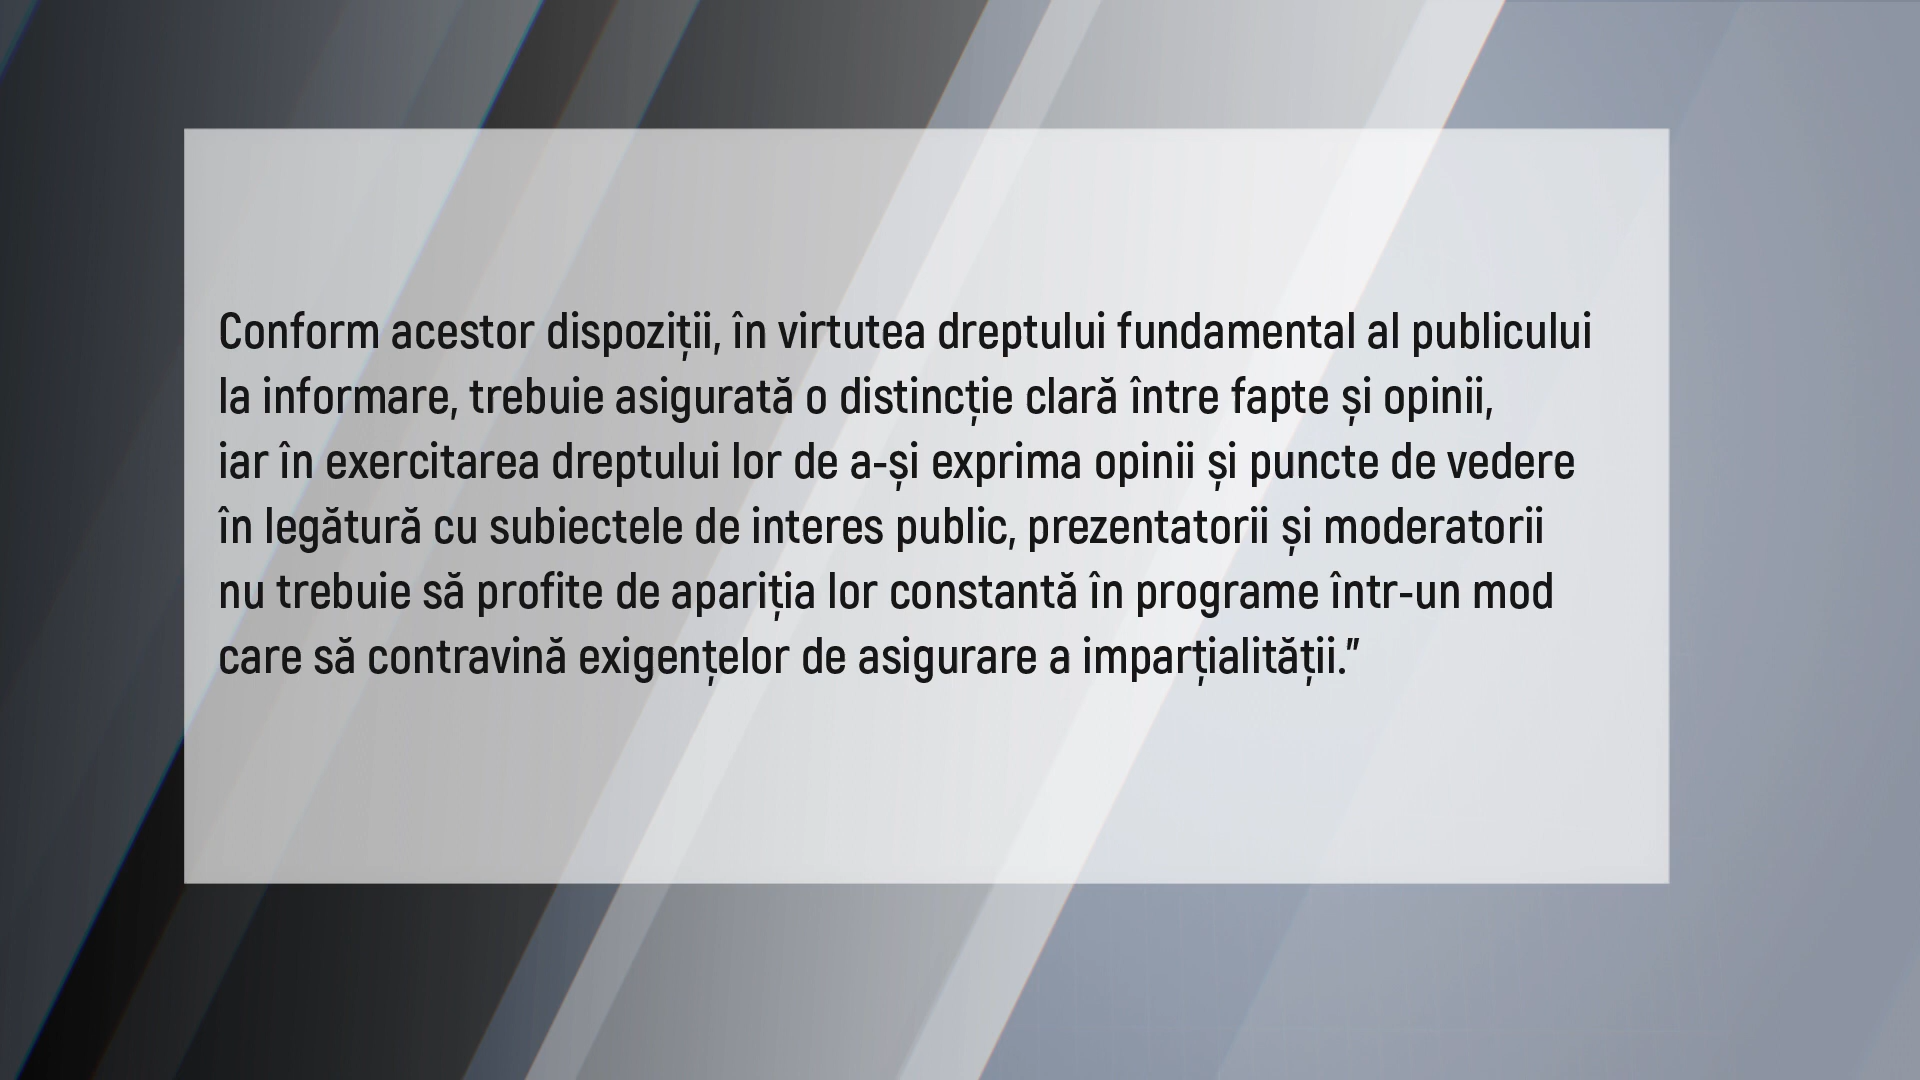 Conform acestor dispoziții, în virtutea dreptului fundamental al publicului
la informare, trebuie asigurată o distincție clară între fapte și opinii,
iar în exercitarea dreptului lor de a-și exprima opinii și puncte de vedere
în legătură cu subiectele de interes public, prezentatorii și moderatorii
nu trebuie să profite de apariția lor constantă în programe într-un mod
care să contravină exigențelor de asigurare a imparțialității.”